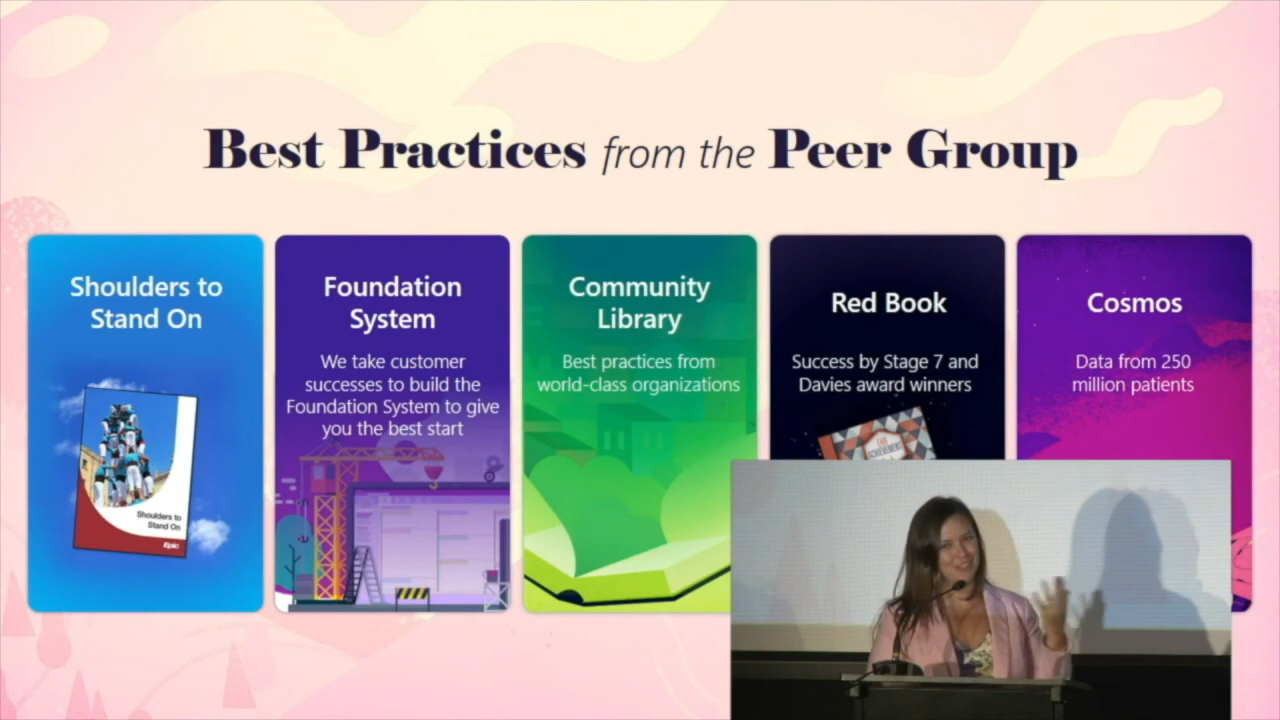 Best Practices from the Peer Group
Shoulders to
Stand On
Shoulders to
Stand On
Epic
Foundation
System
We take customer
successes to build the
Foundation System to give
you the best start
Community
Library
Best practices from
world-class organizations
Red Book
Success by Stage 7 and
Davies award winners
Cosmos
Data from 250
million patients